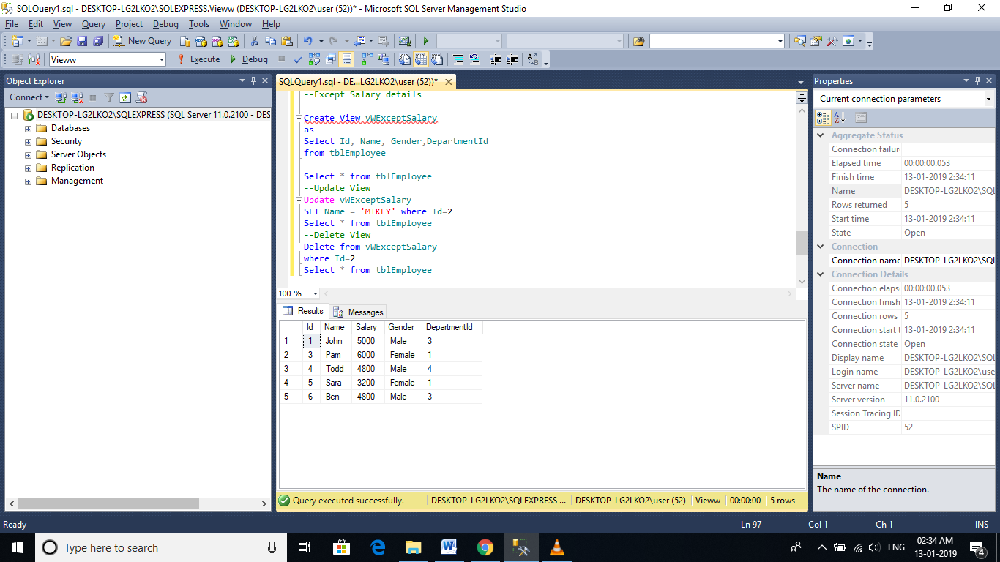 SQLQuery1.sql - DESKTOP-LG2LKO2\SQLEXPRESS.Vieww (DESKTOP-LG2LKO2\user (52))* - Microsoft SQL Server Management Studio
File Edit View Query Project Debug Tools Window Help
New Query
Vieww Execute Debug
Object Explorer
Connect
DESKTOP-LG2LKO2\SQLEXPRESS (SQL Server 11.0.2100 - DES
Databases
Security
Server Objects
Replication
Management
SQLQuery1.sql - DE...LG2LKO2\user (52))*
--Except Salary details
Create View vWExceptSalary
as
Select Id, Name, Gender,DepartmentId
from tblEmployee
Select * from tblEmployee
--Update View
Update vWExceptSalary
SET Name = 'MIKEY' where Id=2
Select * from tblEmployee
--Delete View
Delete from vWExceptSalary
where Id=2
Select * from tblEmployee
100 %
Results Messages
Id Name Salary Gender DepartmentId
1 1 John 5000 Male 3
2 3 Pam 6000 Female 1
3 4 Todd 4800 Male 4
4 5 Sara 3200 Female 1
5 6 Ben 4800 Male 3
Query executed successfully. DESKTOP-LG2LKO2\SQLEXPRESS ... DESKTOP-LG2LKO2\user (52) Vieww 00:00:00 5 rows
Properties
Current connection parameters
Aggregate Status
Connection failure
Elapsed time 00:00:00.053
Finish time 13-01-2019 2:34:11
Name DESKTOP-LG2LKO2\SQL
Rows returned 5
Start time 13-01-2019 2:34:11
State Open
Connection
Connection name DESKTOP-LG2LKO2\SQL
Connection Details
Connection elaps 00:00:00.053
Connection finish 13-01-2019 2:34:11
Connection rows 5
Connection start t 13-01-2019 2:34:11
Connection state Open
Display name DESKTOP-LG2LKO2\SQL
Login name DESKTOP-LG2LKO2\use
Server name DESKTOP-LG2LKO2\SQL
Server version 11.0.2100
Session Tracing ID
SPID 52
Name
The name of the connection.
Ready Ln 97 Col 1 Ch 1 INS
Type here to search
ENG 02:34 AM
13-01-2019
4